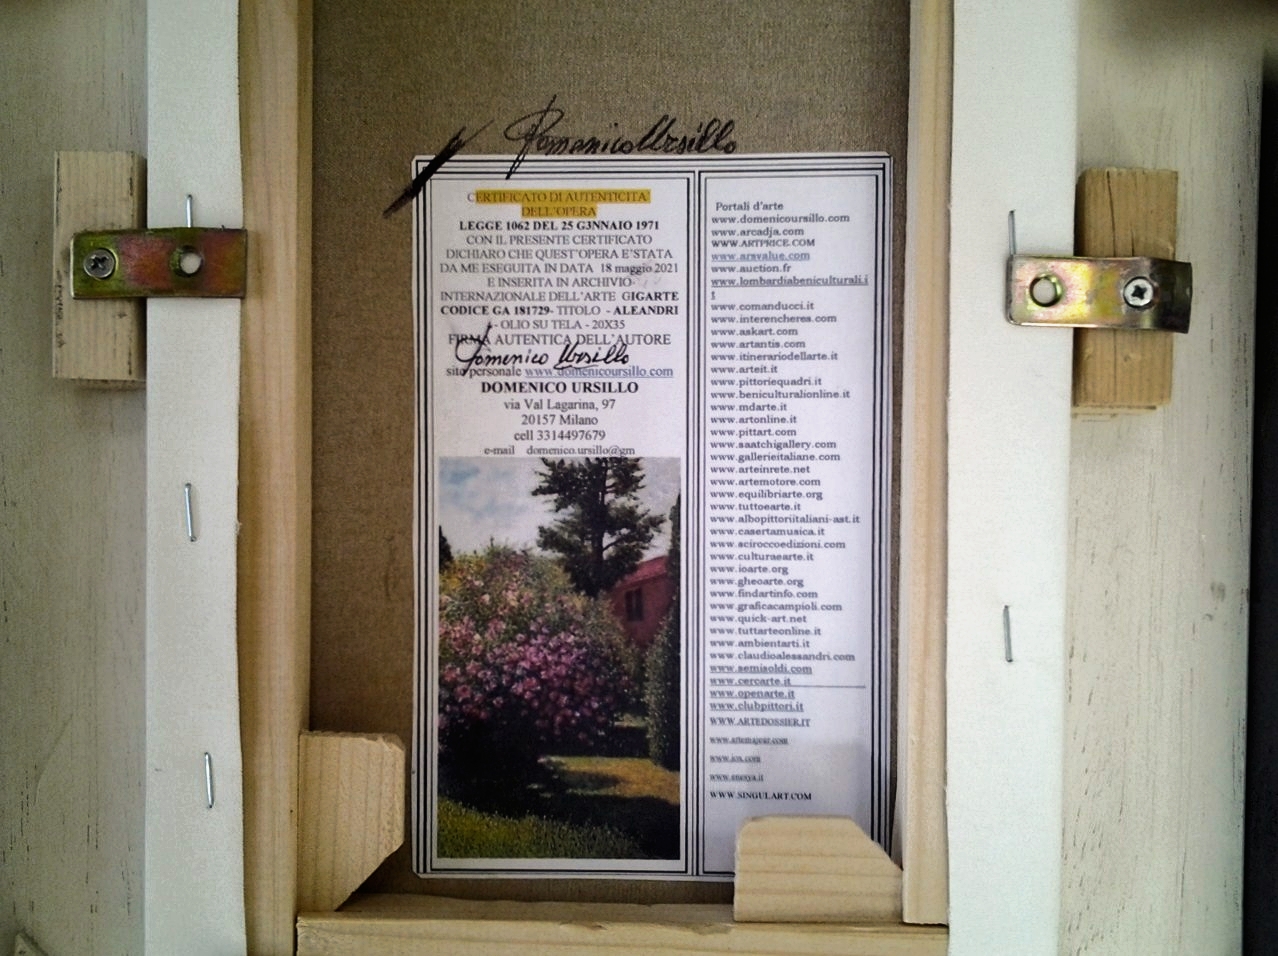 Domenico Ursillo
CERTIFICATO DI AUTENTICITA
DELL'OPERA
LEGGE 1062 DEL 25 G3NNAIO 1971
CON IL PRESENTE CERTIFICATO
DICHIARO CHE QUEST'OPERA E'STATA
DA ME ESEGUITA IN DATA 18 maggio 2021
E INSERITA IN ARCHIVIO
INTERNAZIONALE DELL'ARTE GIGARTE
CODICE GA 181729- TITOLO - ALEANDRI
- OLIO SU TELA - 20X35
FIRMA AUTENTICA DELL'AUTORE
Domenico Ursillo
sito personale www.domenicoursillo.com
DOMENICO URSILLO
via Val Lagarina, 97
20157 Milano
cell 3314497679
e-mail domenico.ursillo@gm
Portali d'arte
www.domenicoursillo.com
www.arcadja.com
www.ARTPRICE.COM
www.arsvalue.com
www.auction.fr
www.lombardiabeniculturali.i
t
www.comanducci.it
www.interencheres.com
www.askart.com
www.artantis.com
www.itinerariodellarte.it
www.arteit.it
www.pittoriequadri.it
www.beniculturalionline.it
www.mdarte.it
www.artonline.it
www.pittart.com
www.saatchigallery.com
www.gallerieitaliane.com
www.arteinrete.net
www.artemotore.com
www.equilibriarte.org
www.tuttoearte.it
www.albopittoriitaliani-ast.it
www.casertamusica.it
www.sciroccoedizioni.com
www.culturaearte.it
www.ioarte.org
www.gheoarte.org
www.findartinfo.com
www.graficacampioli.com
www.quick-art.net
www.tuttarteonline.it
www.ambientarti.it
www.claudioalessandri.com
www.semisoldi.com
www.cercarte.it
www.openarte.it
www.clubpittori.it
www.ARTEDOSSIER.IT
www.artemajeur.com
www.SINGULART.COM